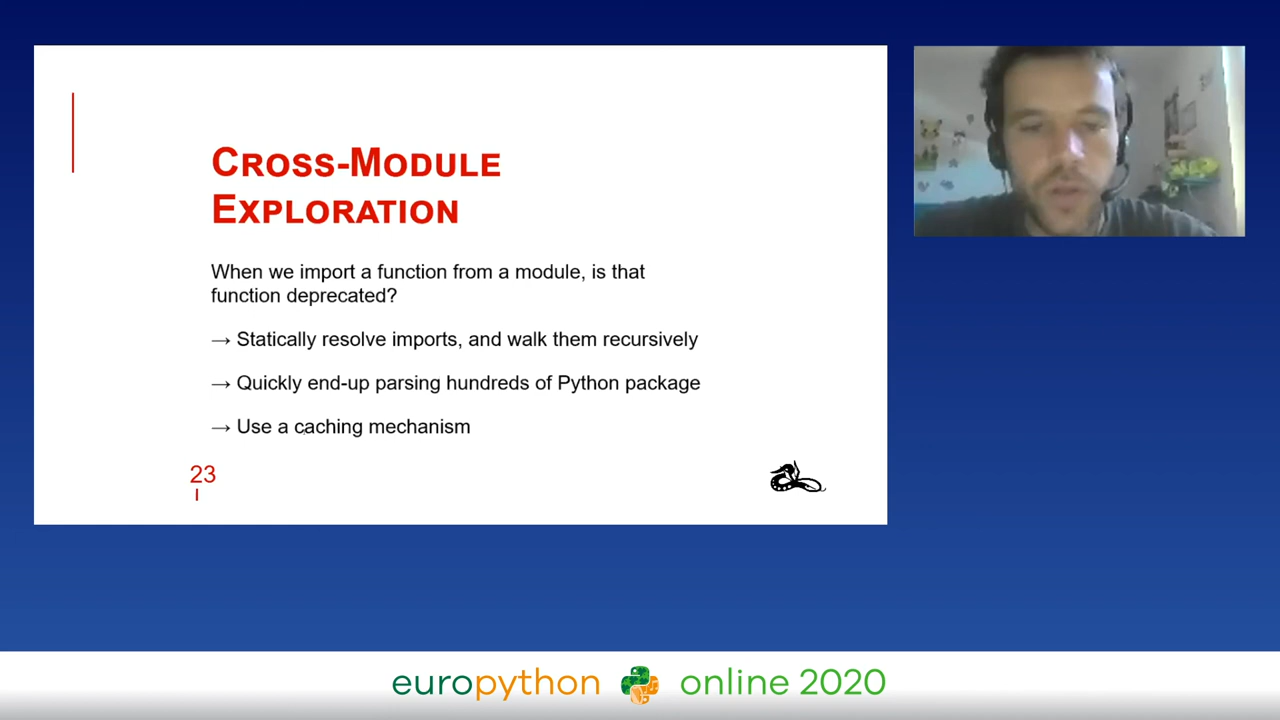 Cross-Module
Exploration
When we import a function from a module, is that
function deprecated?
→ Statically resolve imports, and walk them recursively
→ Quickly end-up parsing hundreds of Python package
→ Use a caching mechanism
23
europython online 2020